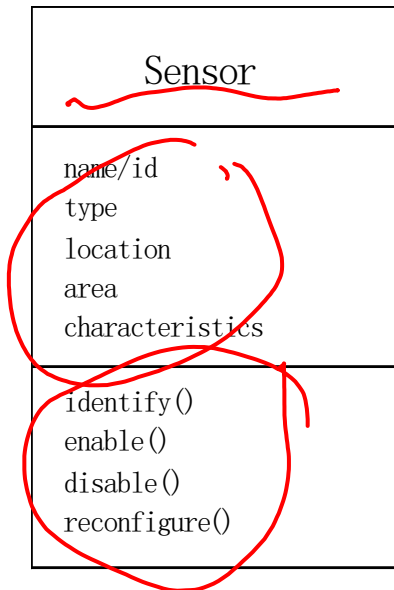 Sensor
name/id
type
location
area
characteristics
identify()
enable()
disable()
reconfigure()